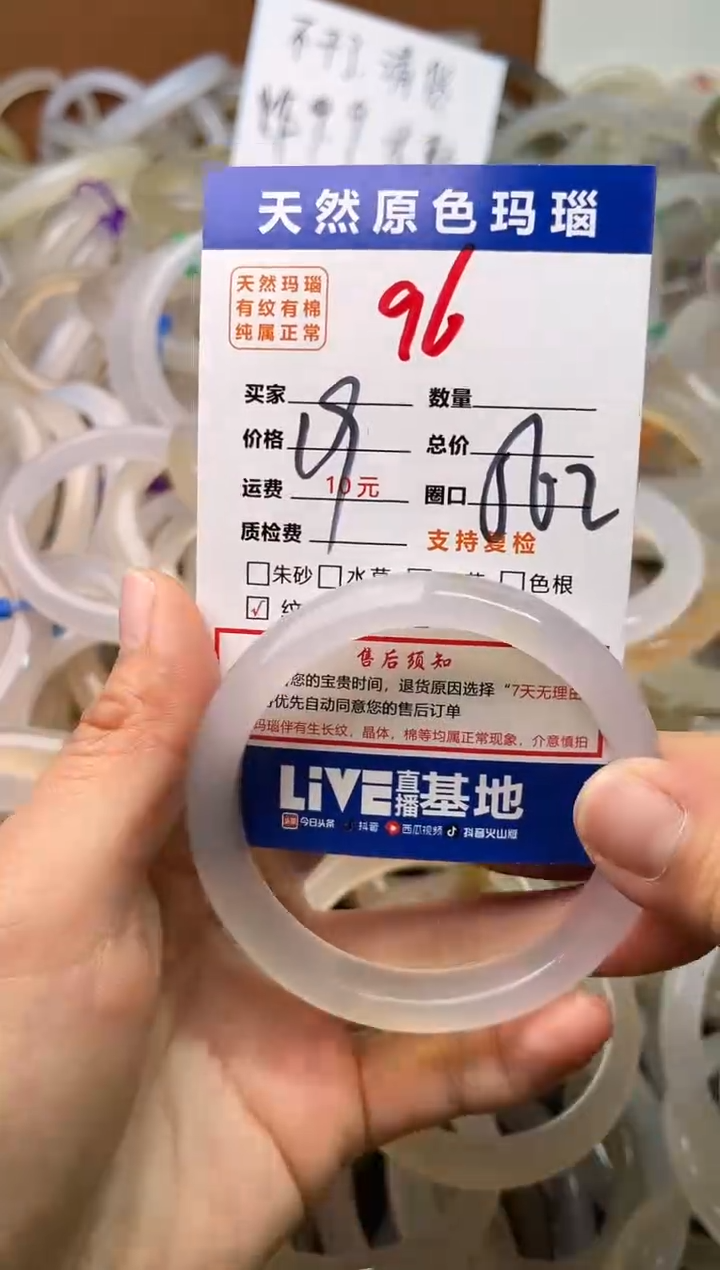 天然原色玛瑙
天然玛瑙
有纹有棉
纯属正常
96
买家
数量
价格
总价
运费 10元
圈口
质检费
支持复检
朱砂 色根
√ 纹
售后须知
您的宝贵时间，退货原因选择“7天无理由
优先自动同意您的售后订单
玛瑙伴有生长纹，晶体，棉等均属正常现象，介意慎拍
LiVE直播基地
头条 今日头条 抖音 西瓜视频 抖音火山版